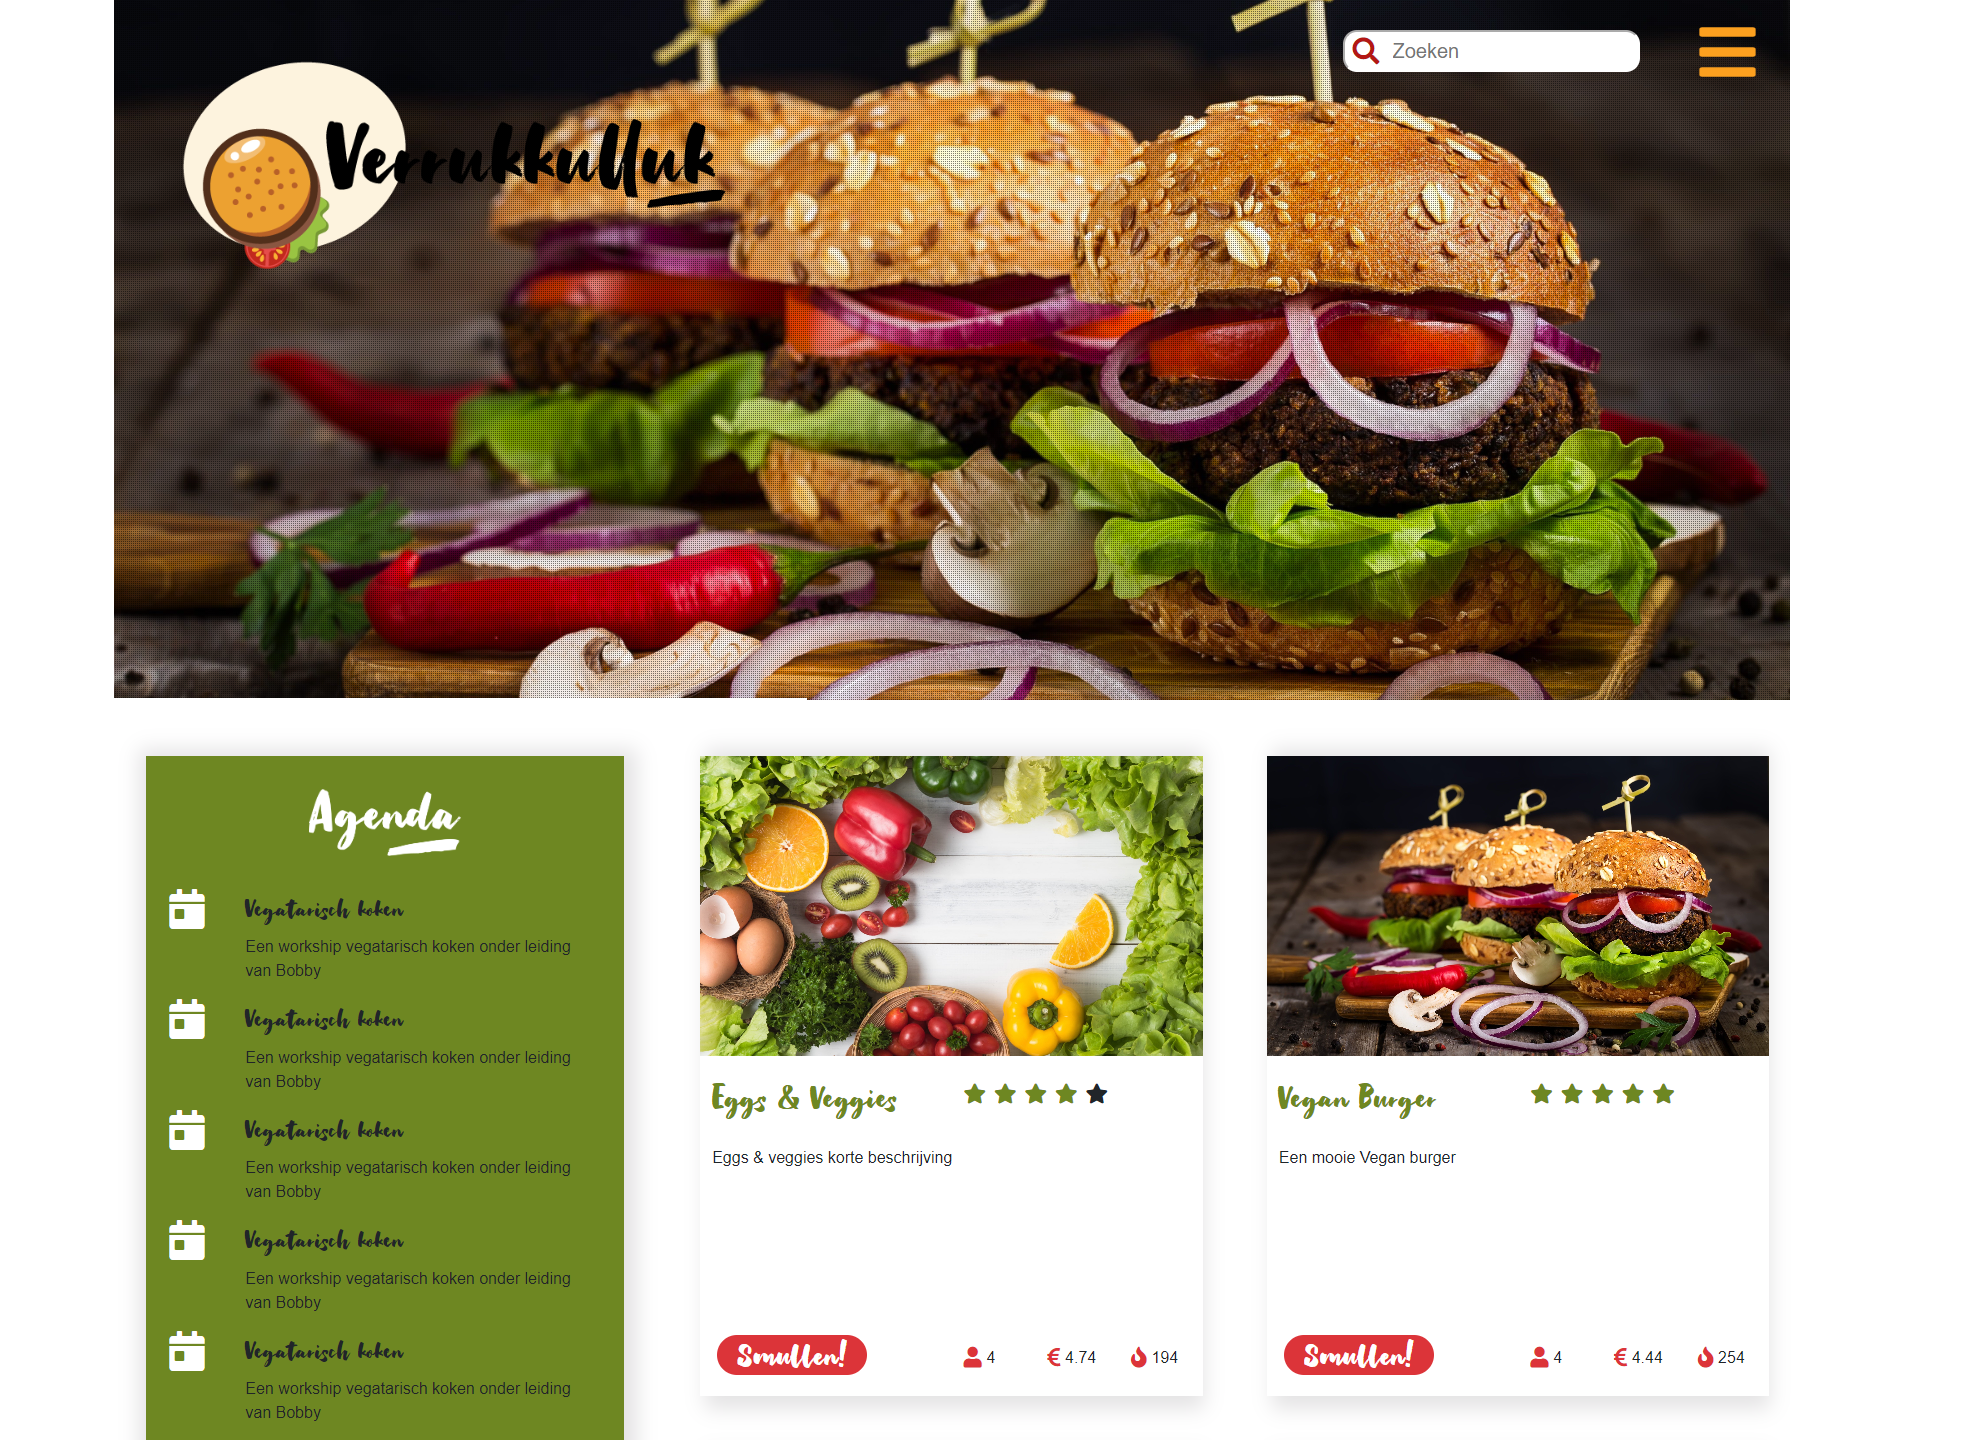 Zoeken
Verrukkulluk
Agenda
Vegatarisch koken
Een workship vegatarisch koken onder leiding
van Bobby
Vegatarisch koken
Een workship vegatarisch koken onder leiding
van Bobby
Vegatarisch koken
Een workship vegatarisch koken onder leiding
van Bobby
Vegatarisch koken
Een workship vegatarisch koken onder leiding
van Bobby
Vegatarisch koken
Een workship vegatarisch koken onder leiding
van Bobby
Eggs & Veggies
Eggs & veggies korte beschrijving
Smullen! 4 € 4.74 194
Vegan Burger
Een mooie Vegan burger
Smullen! 4 € 4.44 254